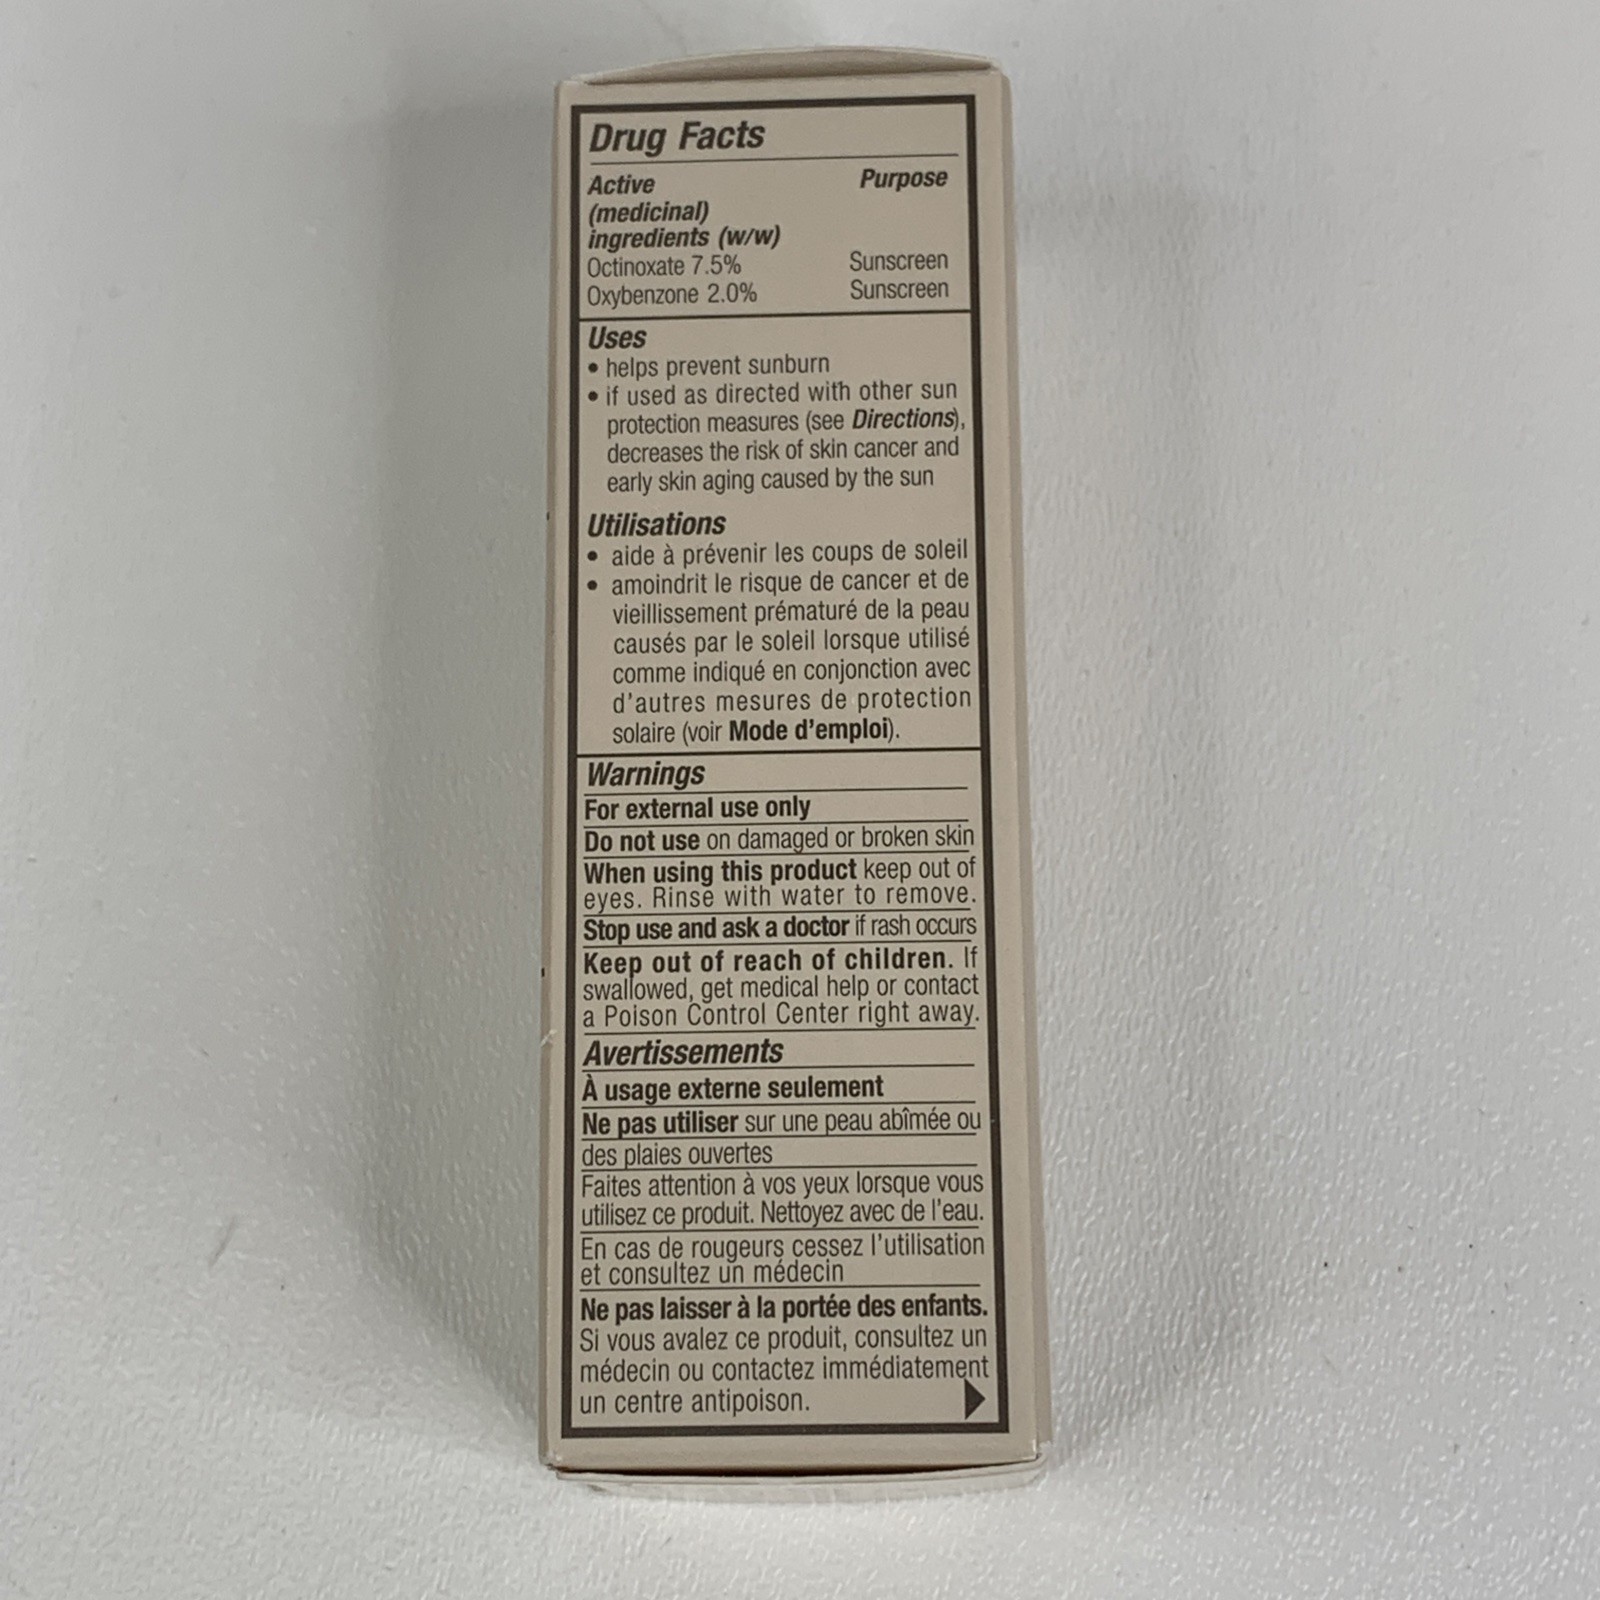 Drug Facts
Active Purpose
(medicinal)
ingredients (w/w)
Octinoxate 7.5% Sunscreen
Oxybenzone 2.0% Sunscreen
Uses
• helps prevent sunburn
• if used as directed with other sun
protection measures (see Directions),
decreases the risk of skin cancer and
early skin aging caused by the sun
Utilisations
• aide à prévenir les coups de soleil
• amoindrit le risque de cancer et de
vieillissement prématuré de la peau
causés par le soleil lorsque utilisé
comme indiqué en conjonction avec
d'autres mesures de protection
solaire (voir Mode d'emploi).
Warnings
For external use only
Do not use on damaged or broken skin
When using this product keep out of
eyes. Rinse with water to remove.
Stop use and ask a doctor if rash occurs
Keep out of reach of children. If
swallowed, get medical help or contact
a Poison Control Center right away.
Avertissements
À usage externe seulement
Ne pas utiliser sur une peau abîmée ou
des plaies ouvertes
Faites attention à vos yeux lorsque vous
utilisez ce produit. Nettoyez avec de l'eau.
En cas de rougeurs cessez l'utilisation
et consultez un médecin
Ne pas laisser à la portée des enfants.
Si vous avalez ce produit, consultez un
médecin ou contactez immédiatement
un centre antipoison.